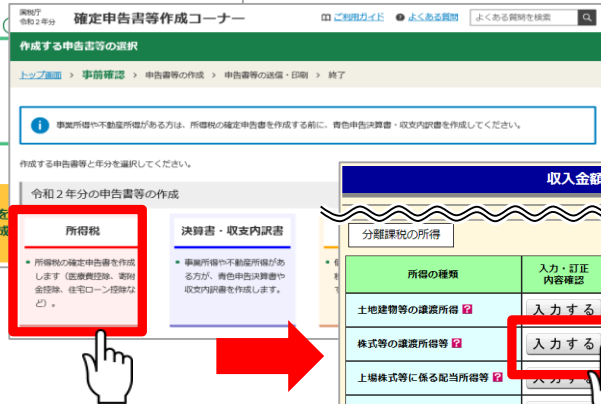 国税庁
令和2年分
確定申告書等作成コーナー
ご利用ガイド
よくある質問
よくある質問を検索
作成する申告書等の選択
トップ画面 > 事前確認 > 申告書等の作成 > 申告書等の送信・印刷 > 終了
事業所得や不動産所得がある方は、所得税の確定申告書を作成する前に、青色申告決算書・収支内訳書を作成してください。
作成する申告書等と年分を選択してください。
令和2年分の申告書等の作成
所得税
所得税の確定申告書を作成
します(医療費控除、寄附
金控除、住宅ローン控除な
ど)。
決算書・収支内訳書
事業所得や不動産所得があ
る方が、青色申告決算書や
収支内訳書を作成します。
収入金額
分離課税の所得
所得の種類
入力・訂正
内容確認
土地建物等の譲渡所得 ?
入力する
株式等の譲渡所得等 ?
入力する
上場株式等に係る配当所得等 ?
入力する